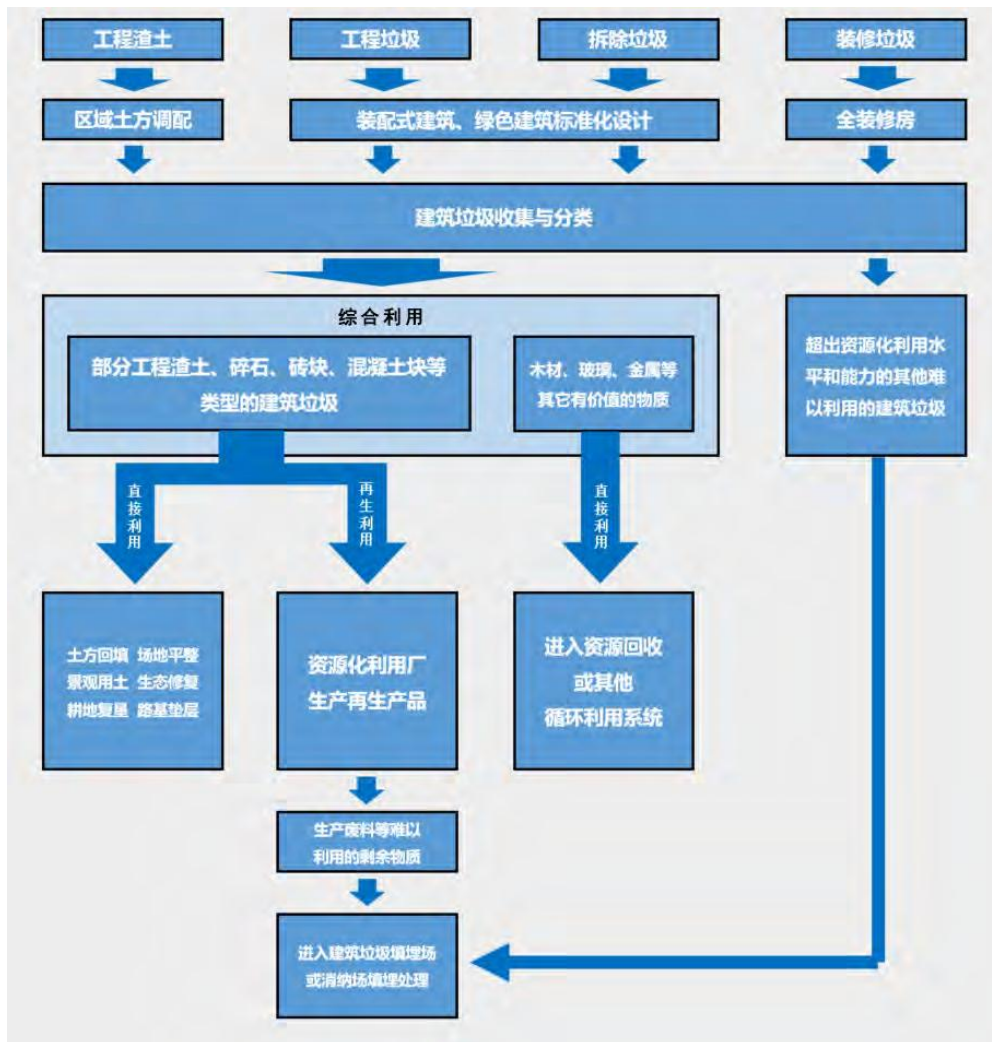 工程渣土
工程垃圾
拆除垃圾
装修垃圾
区域土方调配
装配式建筑、绿色建筑标准化设计
全装修房
建筑垃圾收集与分类
综合利用
部分工程渣土、碎石、砖块、混凝土块等
类型的建筑垃圾
木材、玻璃、金属等
其它有价值的物质
超出资源化利用水
平和能力的其他难
以利用的建筑垃圾
直接利用
再生利用
直接利用
土方回填 场地平整
景观用土 生态修复
耕地复量 路基垫层
资源化利用厂
生产再生产品
进入资源回收
或其他
循环利用系统
生产废料等难以
利用的剩余物质
进入建筑垃圾填埋场
或消纳场填埋处理